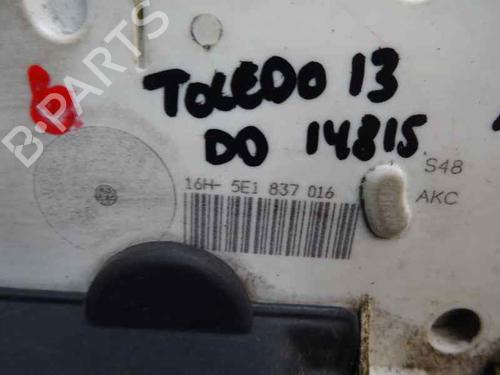 B-PARTS
TOLEDO 13
DO 14815
S48
16H- 5E1 837 016
AKC